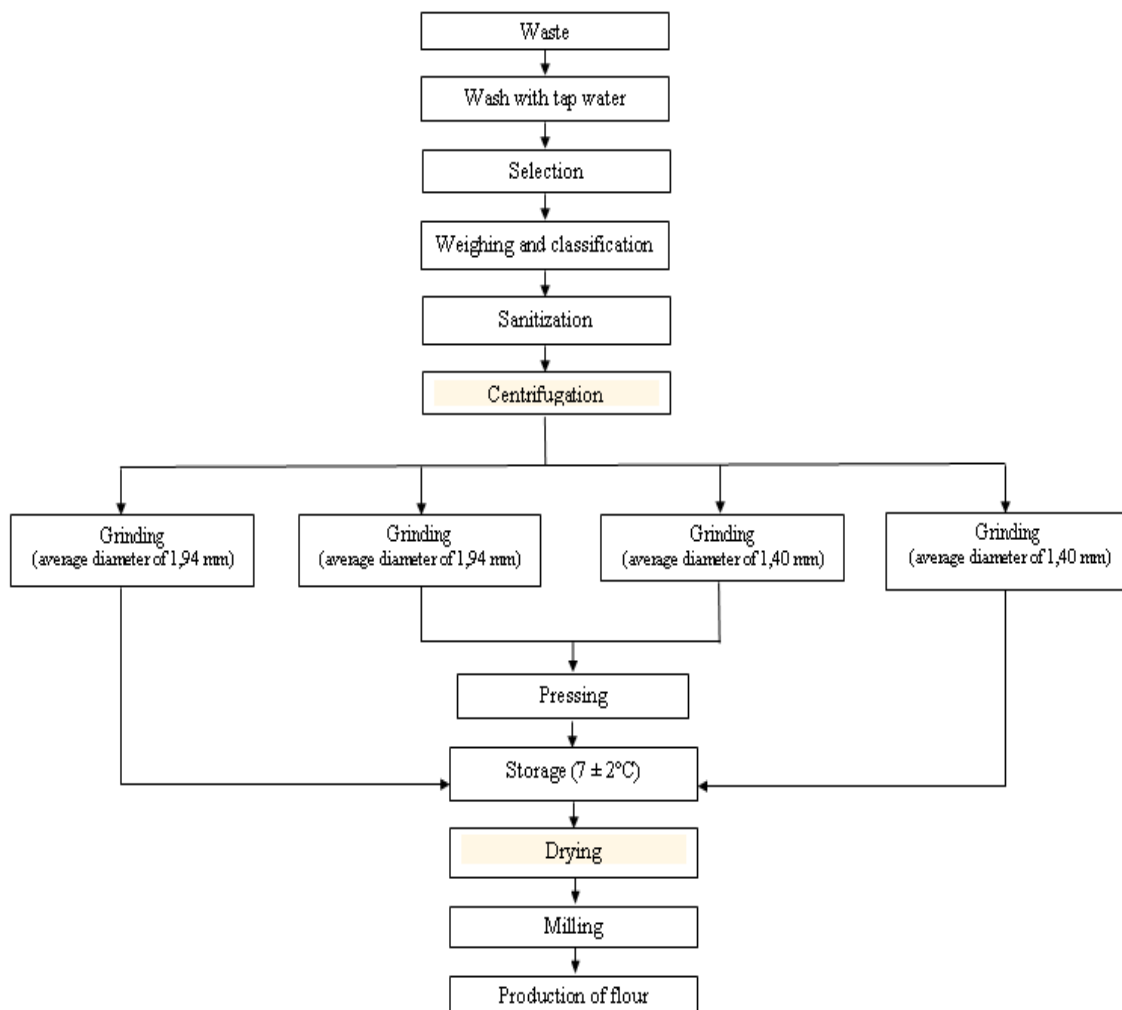 Waste
Wash with tap water
Selection
Weighing and classification
Sanitization
Centrifugation
Grinding
(average diameter of 1,94 mm)
Grinding
(average diameter of 1,94 mm)
Grinding
(average diameter of 1,40 mm)
Grinding
(average diameter of 1,40 mm)
Pressing
Storage (7 ± 2°C)
Drying
Milling
Production of flour